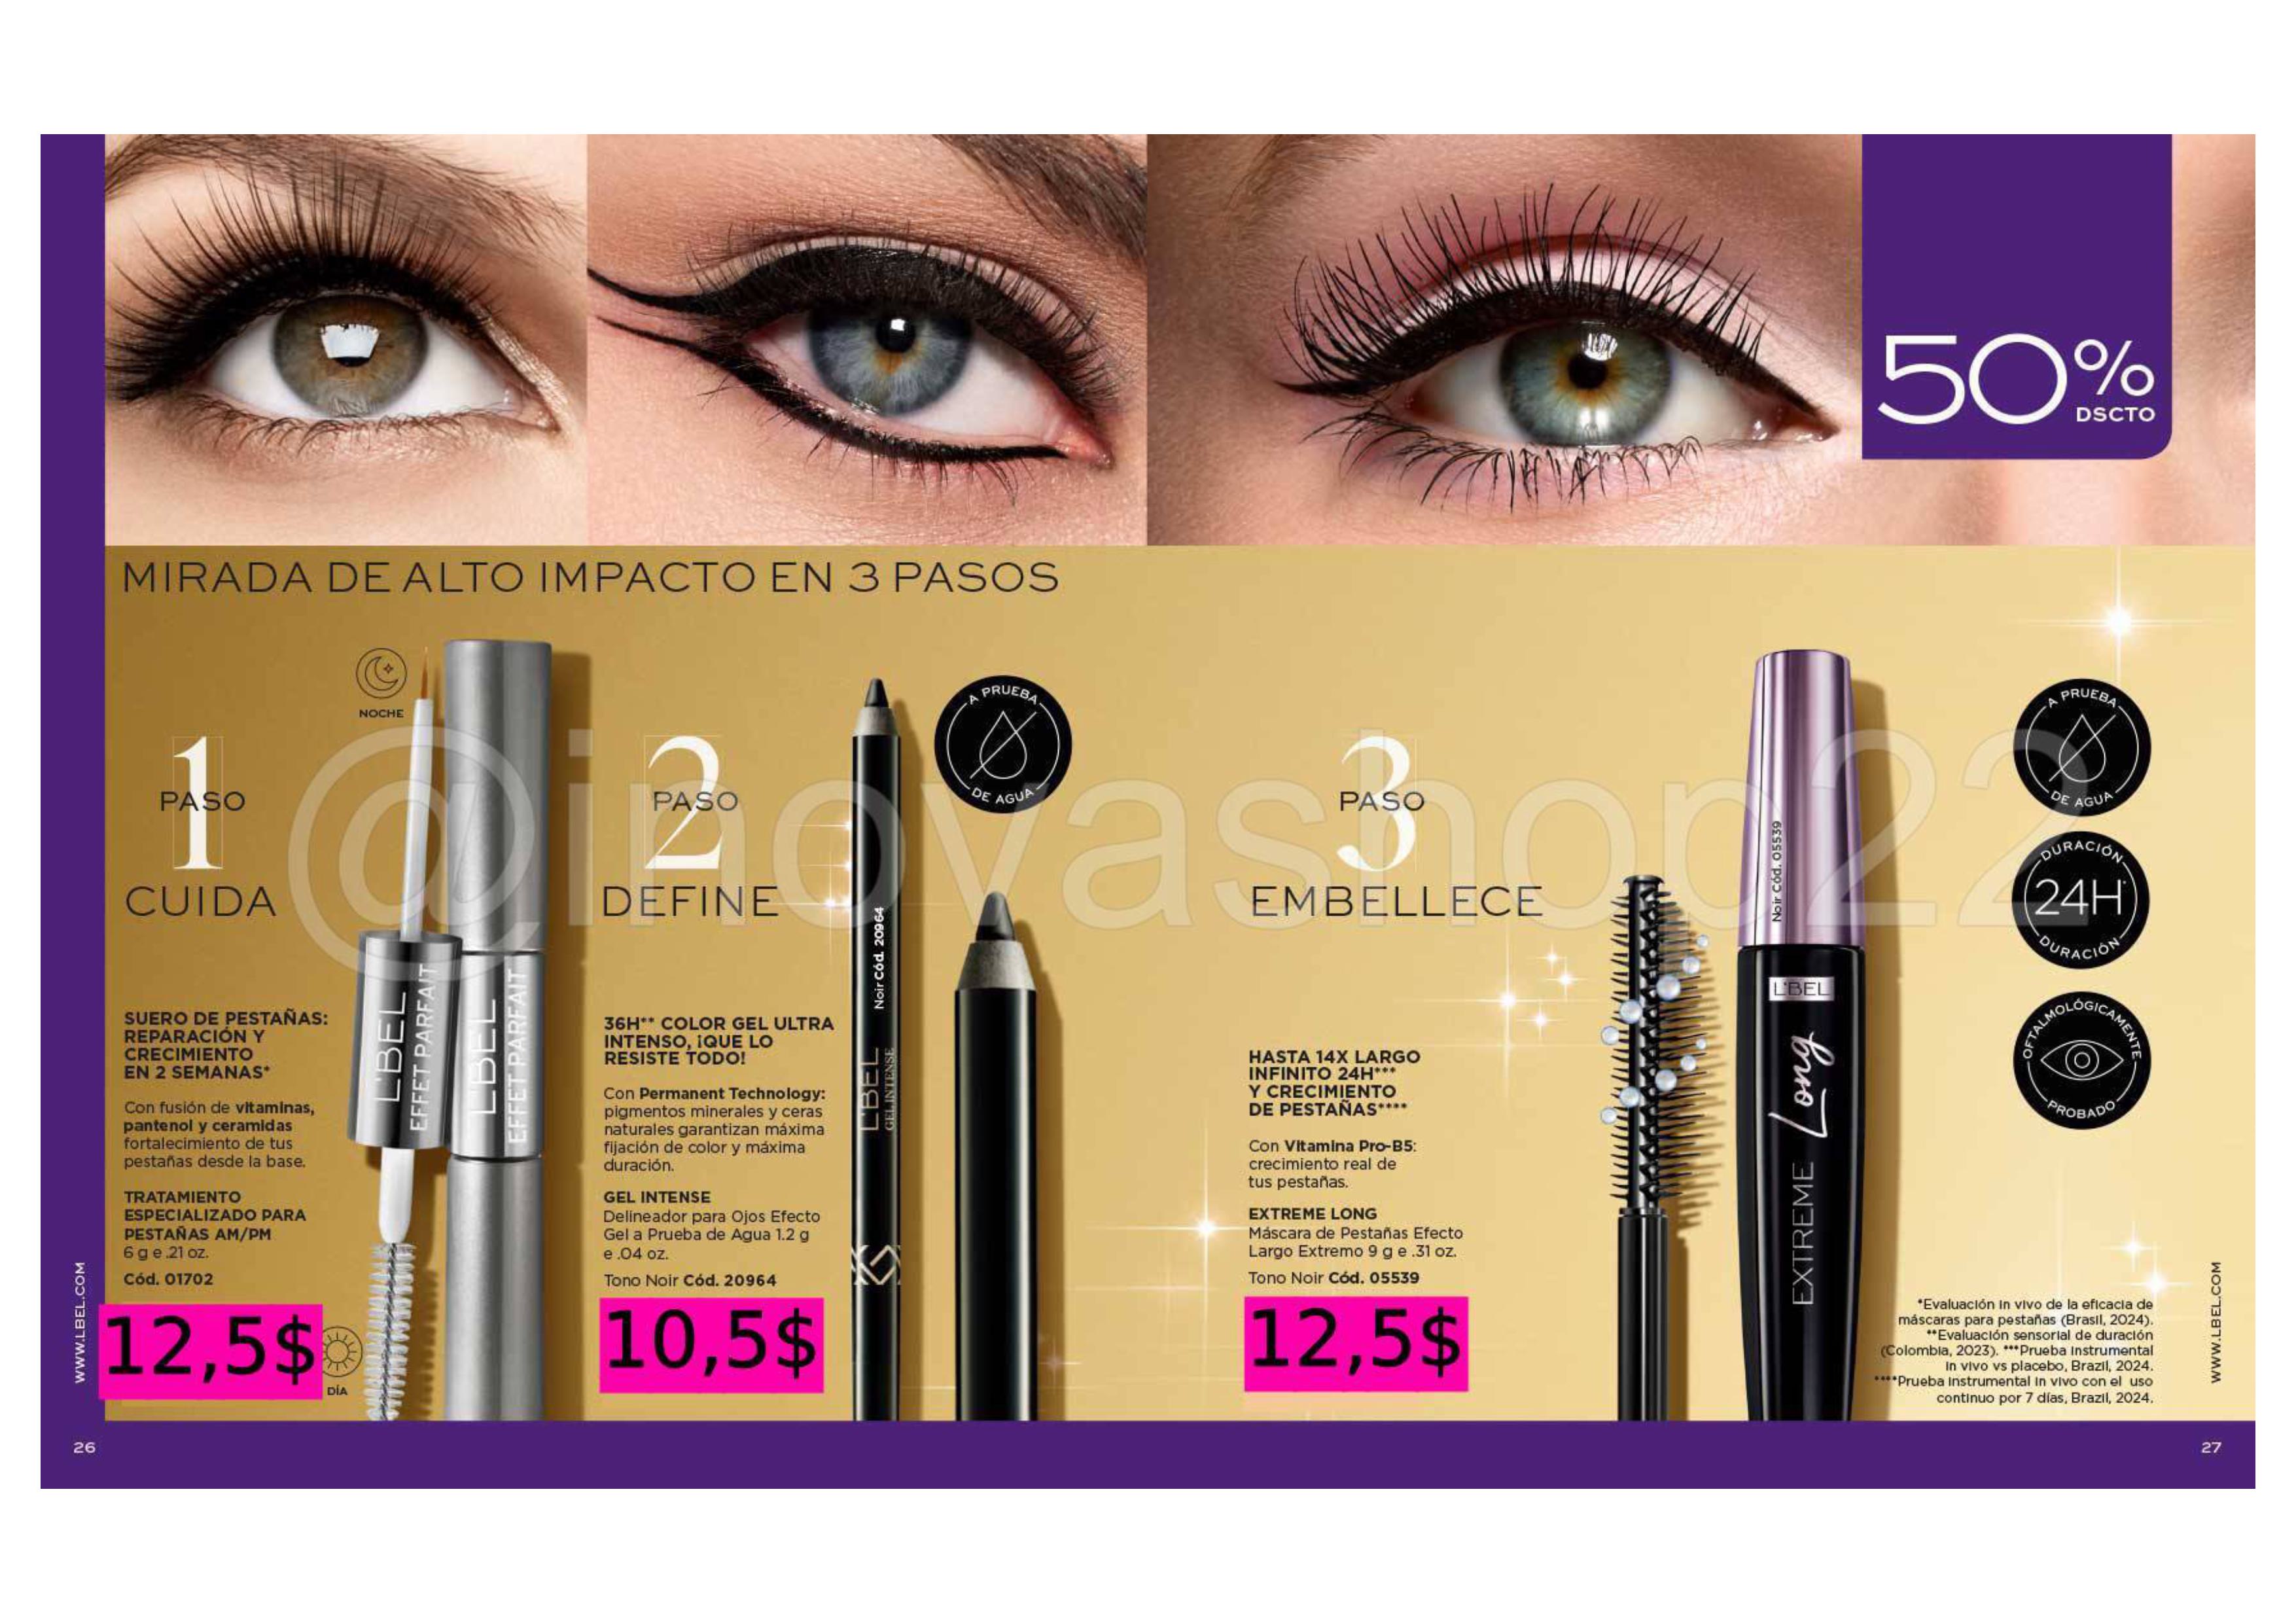 50%
DSCTO
MIRADA DE ALTO IMPACTO EN 3 PASOS
@inovashop22
NOCHE
1
PASO
CUIDA
SUERO DE PESTAÑAS:
REPARACIÓN Y
CRECIMIENTO
EN 2 SEMANAS*
Con fusión de vitaminas,
pantenol y ceramidas
fortalecimiento de tus
pestañas desde la base.
TRATAMIENTO
ESPECIALIZADO PARA
PESTAÑAS AM/PM
6 g e .21 oz.
Cód. 01702
12,5$
DÍA
L'BEL
EFFET PARFAIT
L'BEL
EFFET PARFAIT
2
PASO
DEFINE
36H** COLOR GEL ULTRA
INTENSO, ¡QUE LO
RESISTE TODO!
Con Permanent Technology:
pigmentos minerales y ceras
naturales garantizan máxima
fijación de color y máxima
duración.
GEL INTENSE
Delineador para Ojos Efecto
Gel a Prueba de Agua 1.2 g
e .04 oz.
Tono Noir Cód. 20964
10,5$
Noir Cód. 20964
L'BEL
GEL INTENSE
A PRUEBA
DE AGUA
3
PASO
EMBELLECE
HASTA 14X LARGO
INFINITO 24H***
Y CRECIMIENTO
DE PESTAÑAS****
Con Vitamina Pro-B5:
crecimiento real de
tus pestañas.
EXTREME LONG
Máscara de Pestañas Efecto
Largo Extremo 9 g e .31 oz.
Tono Noir Cód. 05539
12,5$
Noir Cód. 05539
L'BEL
EXTREME Long
A PRUEBA
DE AGUA
DURACIÓN
24H
DURACIÓN
OFTALMOLÓGICAMENTE
PROBADO
*Evaluación in vivo de la eficacia de
máscaras para pestañas (Brasil, 2024).
**Evaluación sensorial de duración
(Colombia, 2023). ***Prueba instrumental
in vivo vs placebo, Brazil, 2024.
****Prueba instrumental in vivo con el uso
continuo por 7 días, Brazil, 2024.
WWW.LBEL.COM
WWW.LBEL.COM
26
27